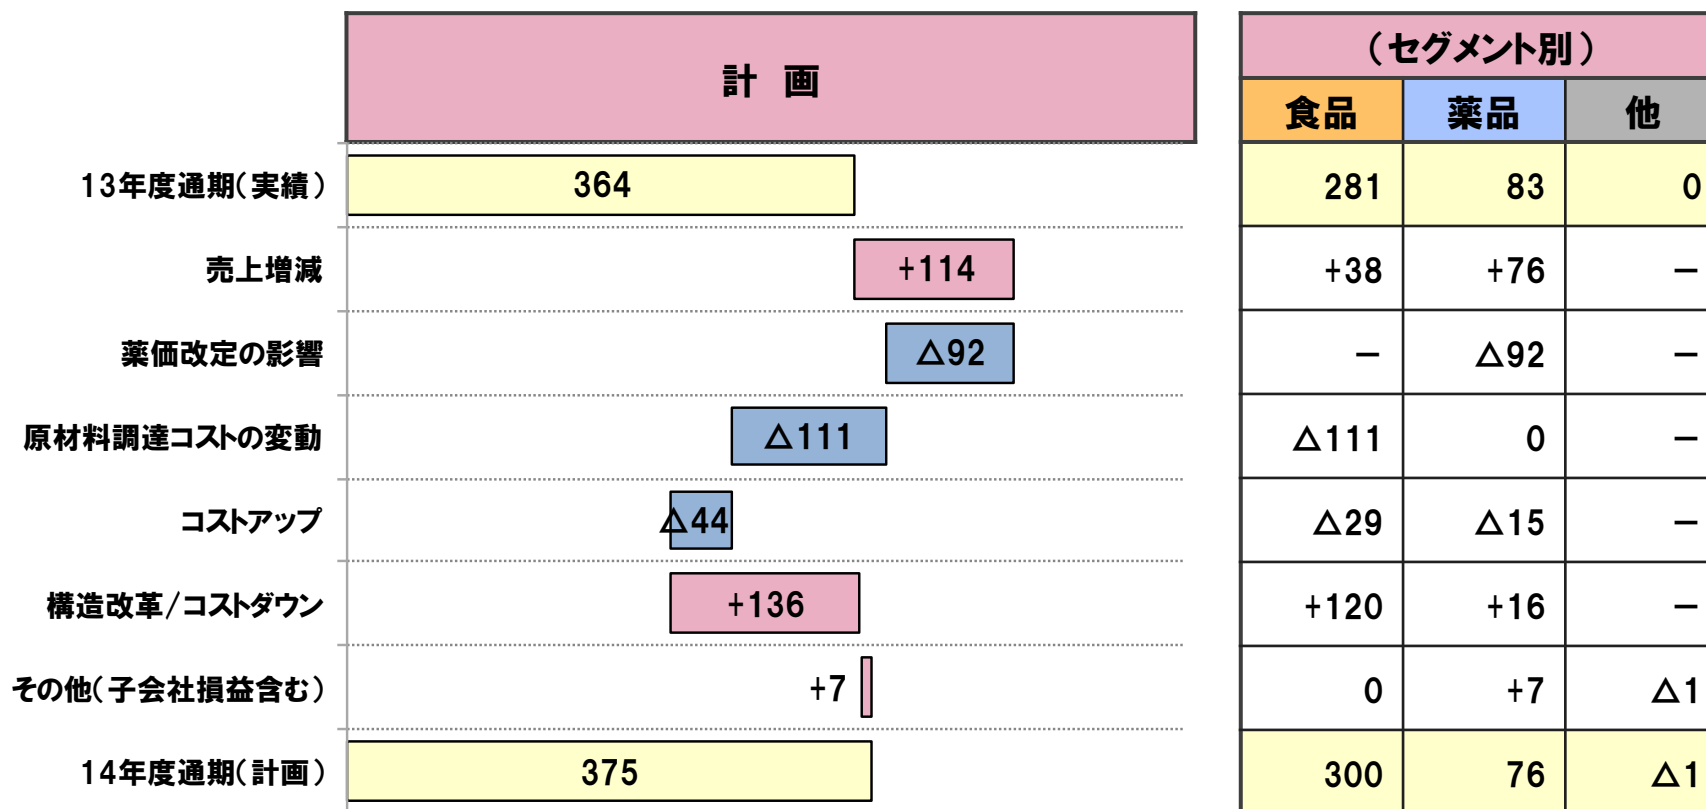 計 画 (セグメント別)
食品 薬品 他
13年度通期(実績) 364 281 83 0
売上増減 +114 +38 +76 －
薬価改定の影響 △92 － △92 －
原材料調達コストの変動 △111 △111 0 －
コストアップ △44 △29 △15 －
構造改革/コストダウン +136 +120 +16 －
その他(子会社損益含む) +7 0 +7 △1
14年度通期(計画) 375 300 76 △1